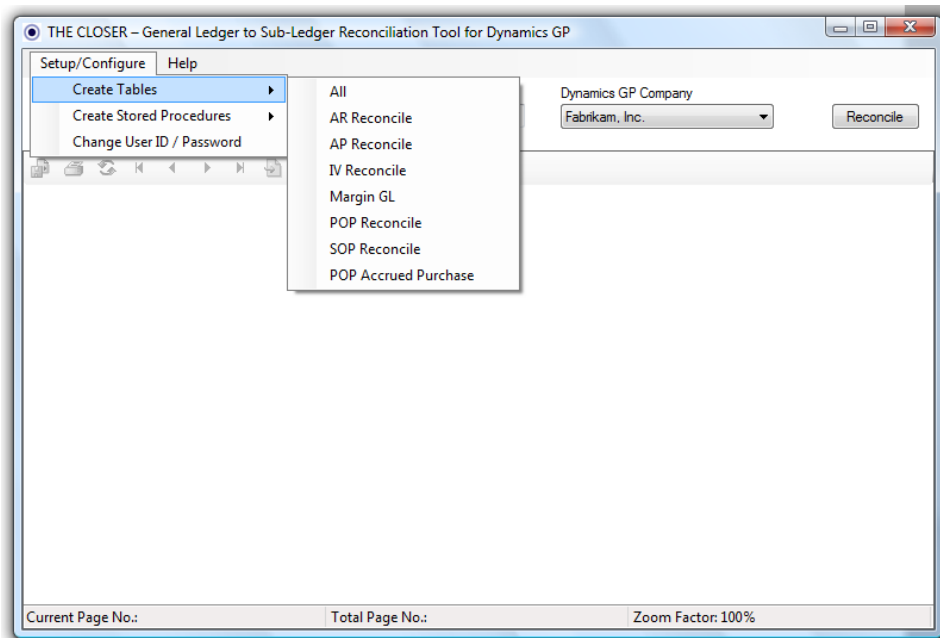 THE CLOSER – General Ledger to Sub-Ledger Reconciliation Tool for Dynamics GP
Setup/Configure Help
Create Tables
Create Stored Procedures
Change User ID / Password
All
AR Reconcile
AP Reconcile
IV Reconcile
Margin GL
POP Reconcile
SOP Reconcile
POP Accrued Purchase
Dynamics GP Company
Fabrikam, Inc.
Reconcile
Current Page No.: Total Page No.: Zoom Factor: 100%